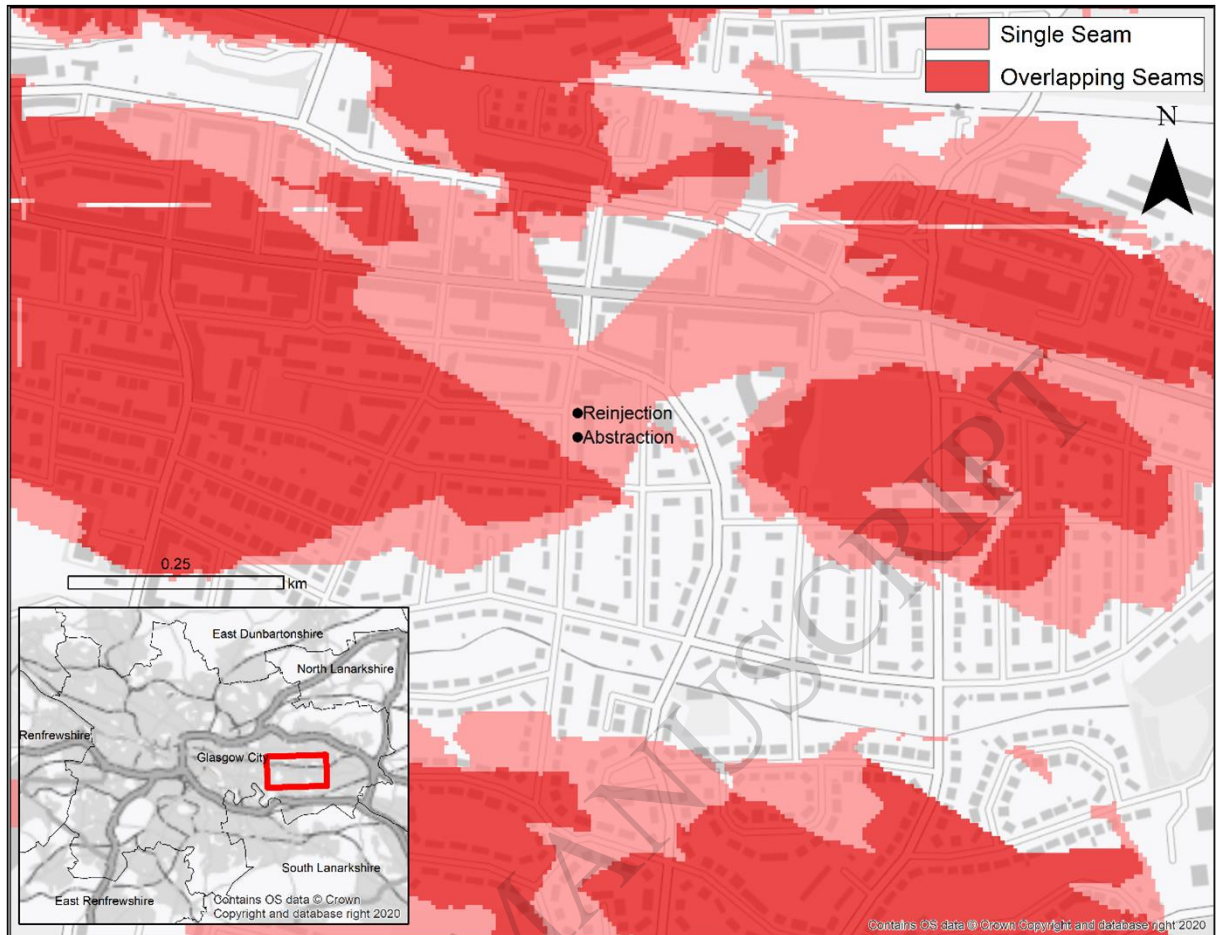 Single Seam
Overlapping Seams
N
Reinjection
Abstraction
0.25
km
MANUSCRIPT
East Dunbartonshire
North Lanarkshire
Renfrewshire
Glasgow City
South Lanarkshire
East Renfrewshire
Contains OS data © Crown
Copyright and database right 2020
Contains OS data © Crown Copyright and database right 2020